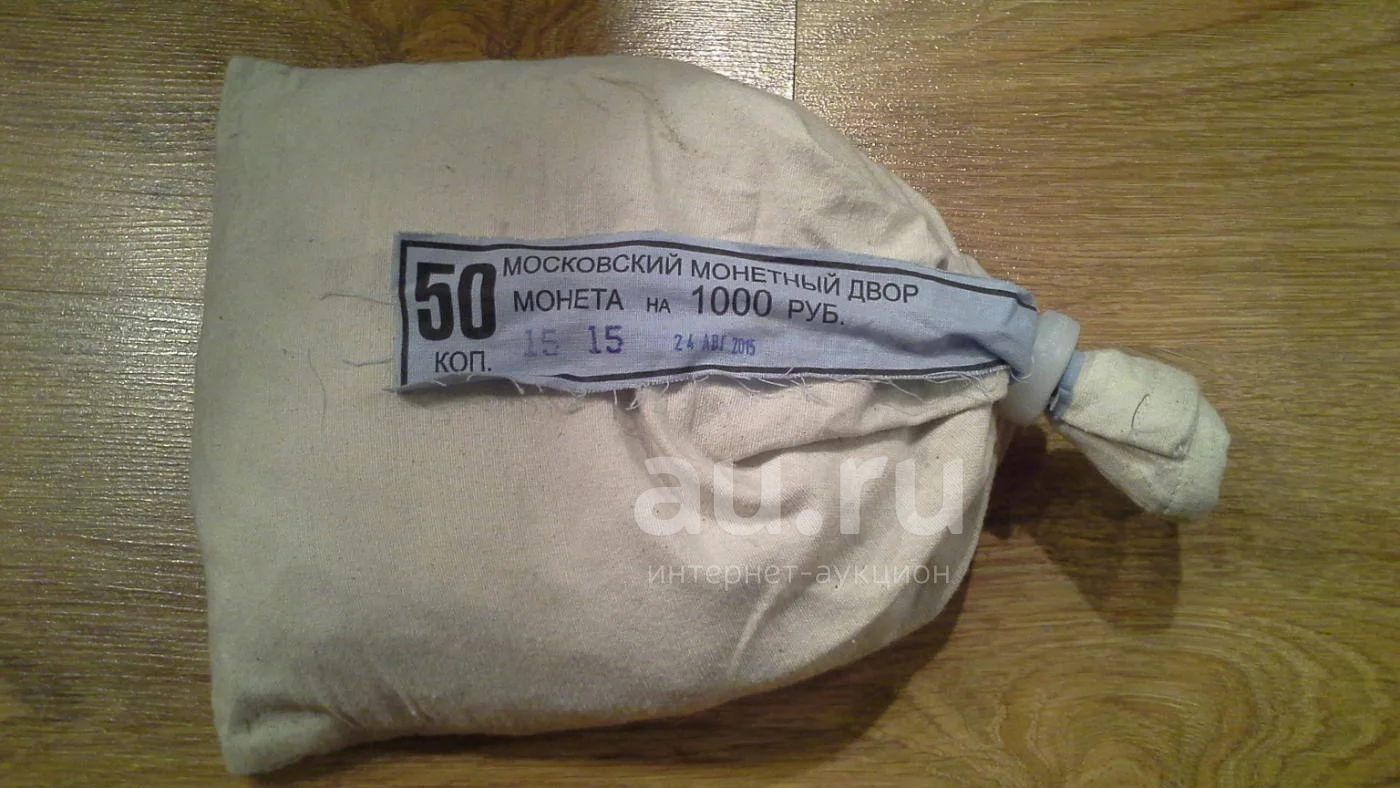 50
КОП.
МОСКОВСКИЙ МОНЕТНЫЙ ДВОР
МОНЕТА НА 1000 РУБ.
15 15 24 АВГ 2015
au.ru
интернет-аукцион